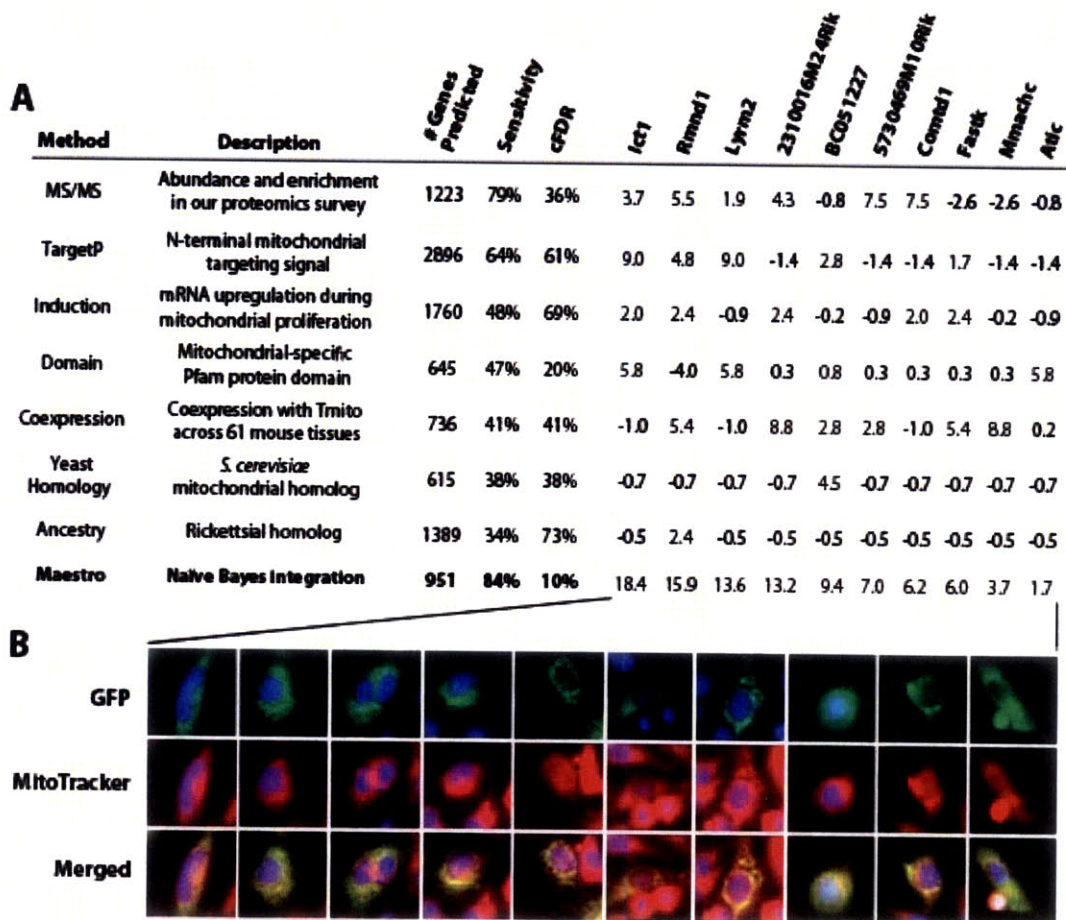 A
Method Description # Genes Predicted Sensitivity cFDR Ict1 Rmnd1 Lyrm2 2310016M24Rik BC051227 5730469M10Rik Comtd1 Fastk Mmachc Atic
MS/MS Abundance and enrichment in our proteomics survey 1223 79% 36% 3.7 5.5 1.9 4.3 -0.8 7.5 7.5 -2.6 -2.6 -0.8
TargetP N-terminal mitochondrial targeting signal 2896 64% 61% 9.0 4.8 9.0 -1.4 2.8 -1.4 -1.4 1.7 -1.4 -1.4
Induction mRNA upregulation during mitochondrial proliferation 1760 48% 69% 2.0 2.4 -0.9 2.4 -0.2 -0.9 2.0 2.4 -0.2 -0.9
Domain Mitochondrial-specific Pfam protein domain 645 47% 20% 5.8 -4.0 5.8 0.3 0.8 0.3 0.3 0.3 0.3 5.8
Coexpression Coexpression with Tmito across 61 mouse tissues 736 41% 41% -1.0 5.4 -1.0 8.8 2.8 2.8 -1.0 5.4 8.8 0.2
Yeast Homology S. cerevisiae mitochondrial homolog 615 38% 38% -0.7 -0.7 -0.7 -0.7 4.5 -0.7 -0.7 -0.7 -0.7 -0.7
Ancestry Rickettsial homolog 1389 34% 73% -0.5 2.4 -0.5 -0.5 -0.5 -0.5 -0.5 -0.5 -0.5 -0.5
Maestro Naïve Bayes Integration 951 84% 10% 18.4 15.9 13.6 13.2 9.4 7.0 6.2 6.0 3.7 1.7
B
GFP
MitoTracker
Merged